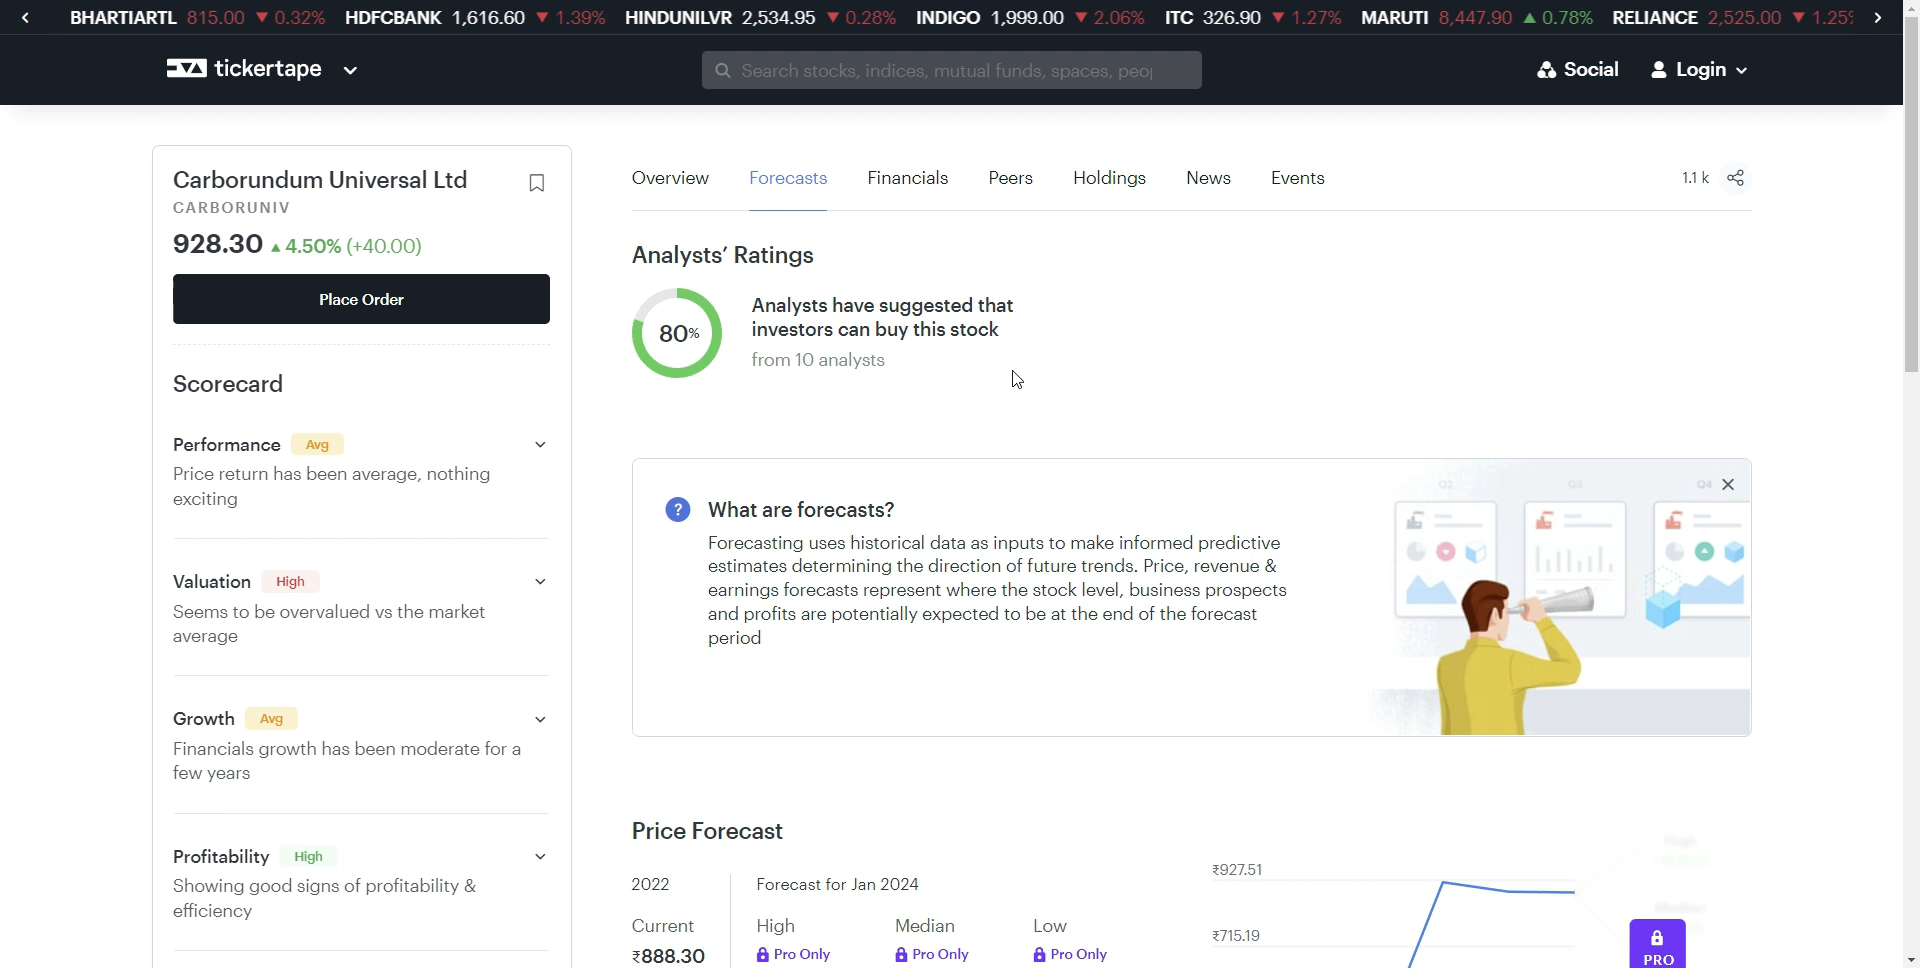 BHARTIARTL 815.00 ▼ 0.32% HDFCBANK 1,616.60 ▼ 1.39% HINDUNILVR 2,534.95 ▼ 0.28% INDIGO 1,999.00 ▼ 2.06% ITC 326.90 ▼ 1.27% MARUTI 8,447.90 ▲ 0.78% RELIANCE 2,525.00 ▼ 1.25%
tickertape
Search stocks, indices, mutual funds, spaces,
Social
Login
Carborundum Universal Ltd
CARBORUNIV
928.30 ▲ 4.50% (+40.00)
Place Order
Scorecard
Performance Avg
Price return has been average, nothing
exciting
Valuation High
Seems to be overvalued vs the market
average
Growth Avg
Financials growth has been moderate for a
few years
Profitability High
Showing good signs of profitability &
efficiency
Overview Forecasts Financials Peers Holdings News Events
1.1 k
Analysts’ Ratings
80%
Analysts have suggested that
investors can buy this stock
from 10 analysts
? What are forecasts?
Forecasting uses historical data as inputs to make informed predictive
estimates determining the direction of future trends. Price, revenue &
earnings forecasts represent where the stock level, business prospects
and profits are potentially expected to be at the end of the forecast
period
Q2 Q3 Q4
Price Forecast
2022
Current
₹888.30
Forecast for Jan 2024
High Median Low
Pro Only Pro Only Pro Only
₹927.51
₹715.19
PRO